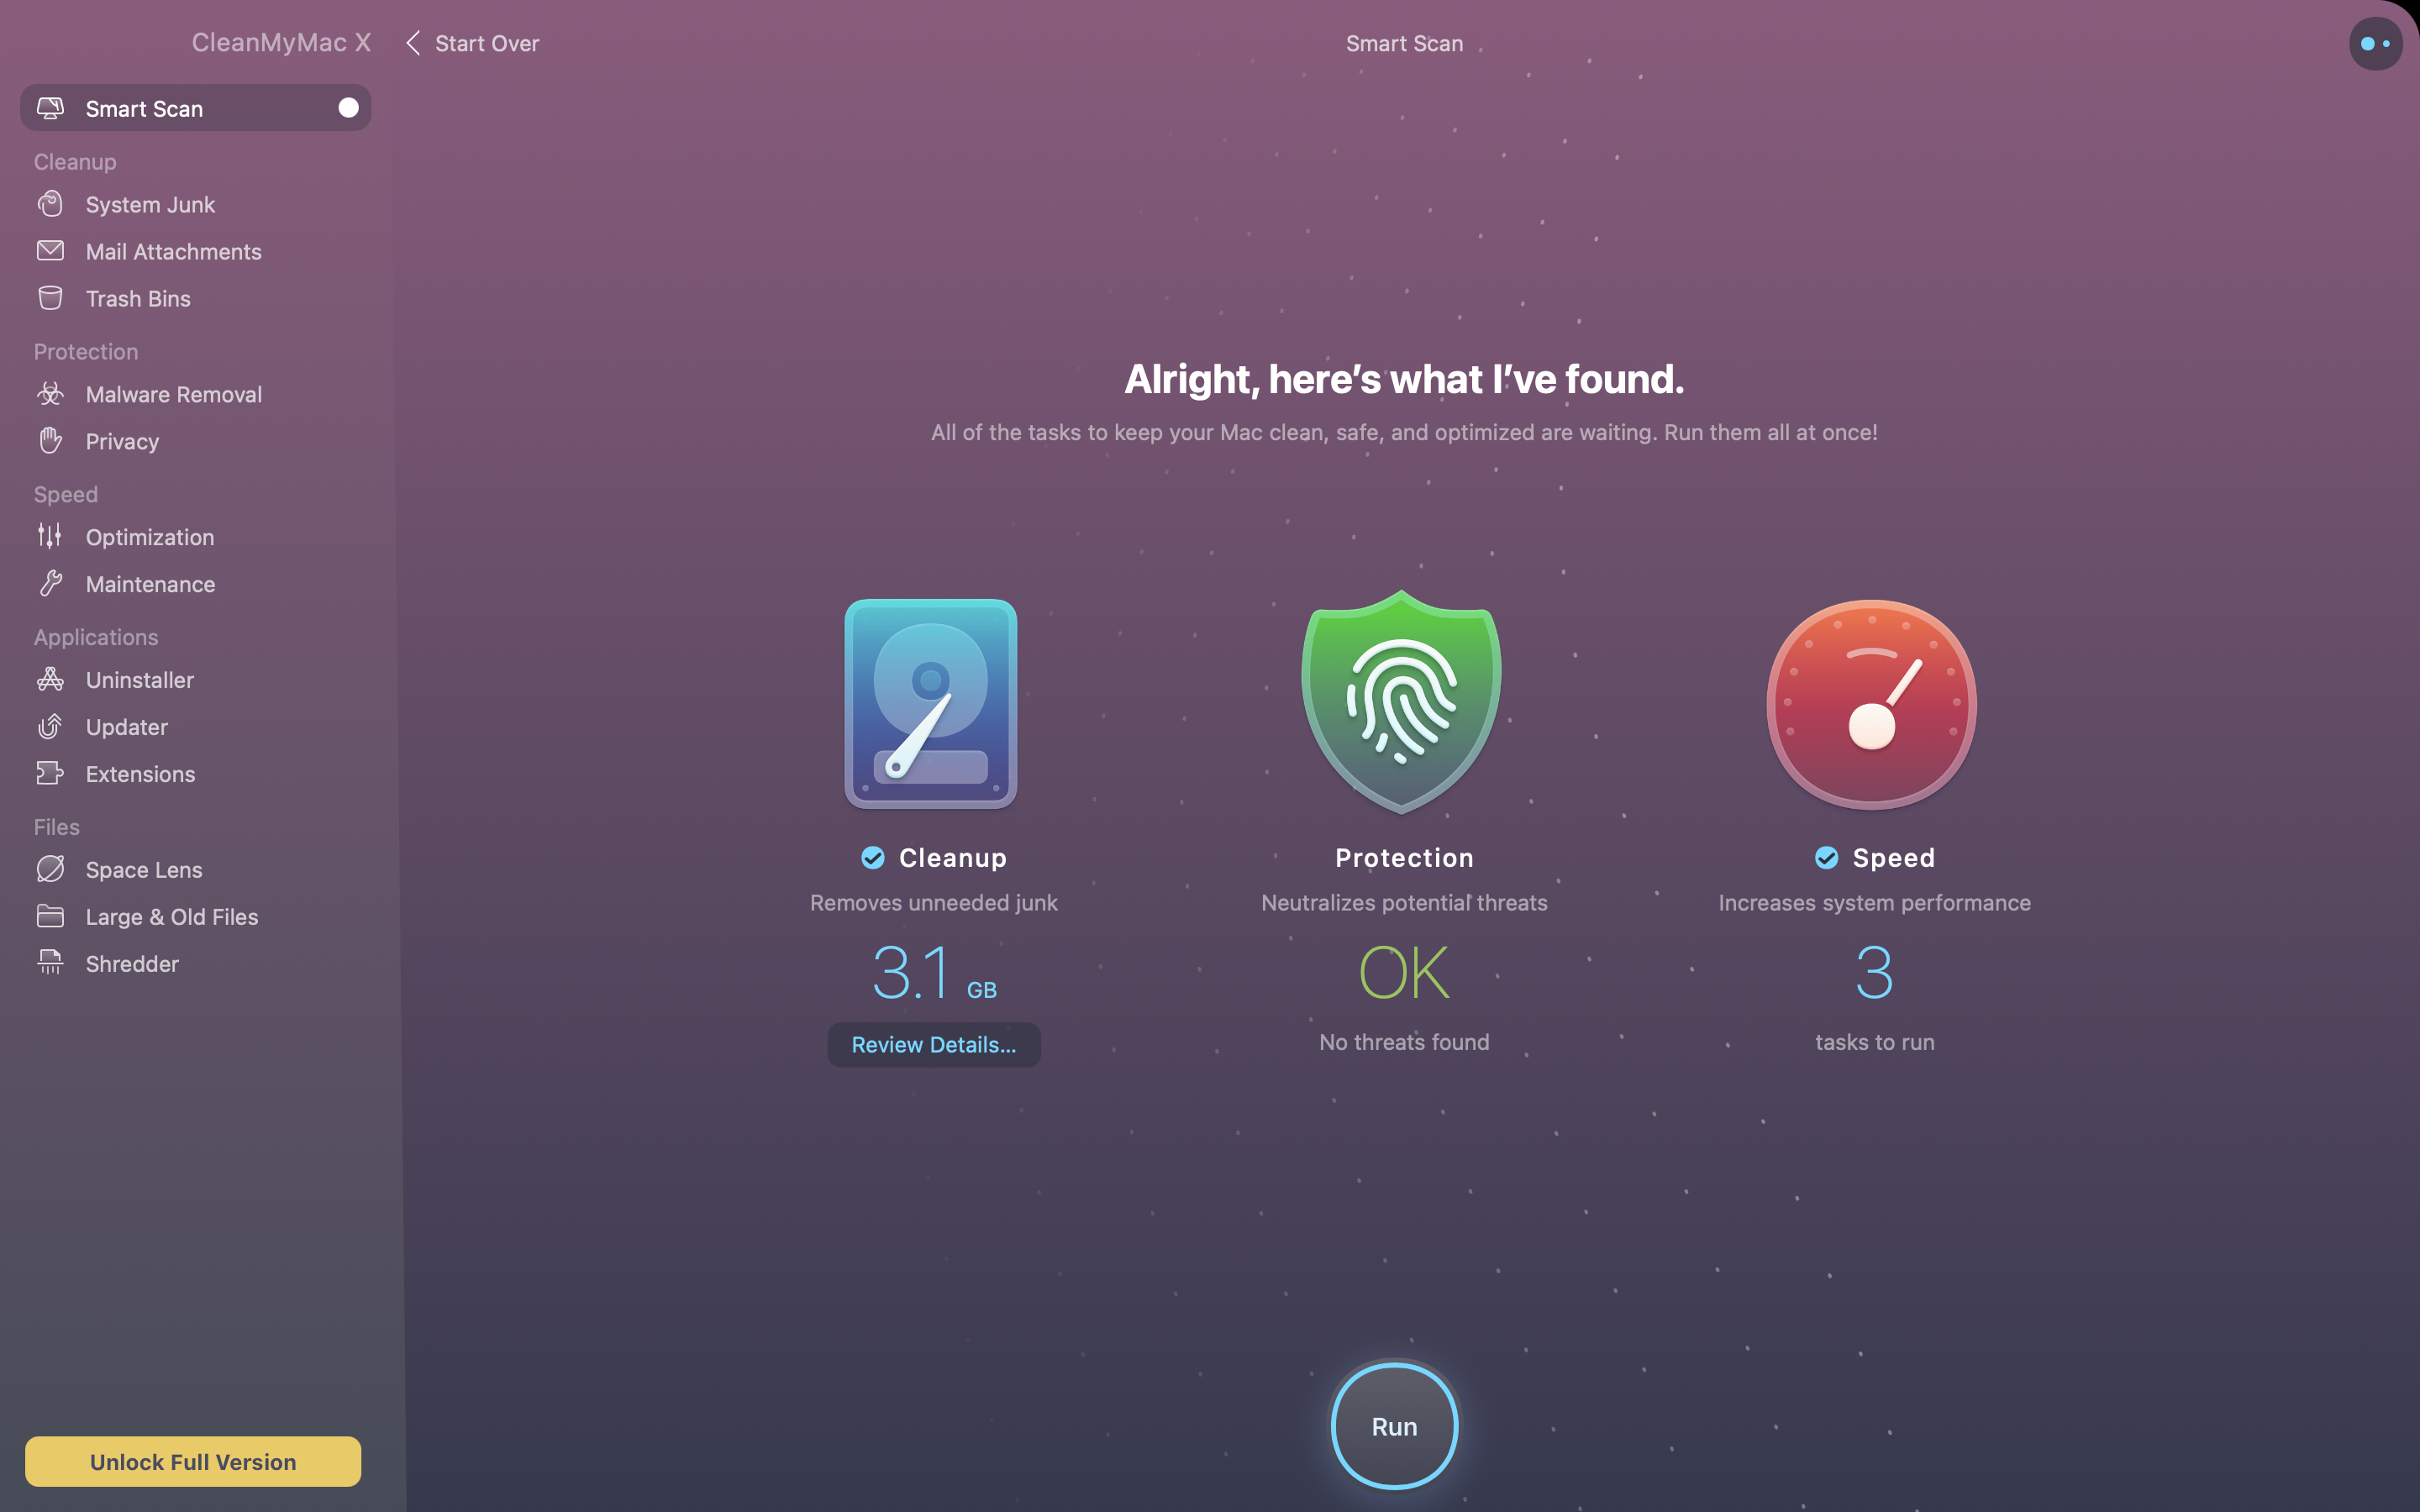 CleanMyMac X
Start Over
Smart Scan
Smart Scan
Cleanup
System Junk
Mail Attachments
Trash Bins
Protection
Malware Removal
Privacy
Speed
Optimization
Maintenance
Applications
Uninstaller
Updater
Extensions
Files
Space Lens
Large & Old Files
Shredder
Unlock Full Version
Alright, here’s what I’ve found.
All of the tasks to keep your Mac clean, safe, and optimized are waiting. Run them all at once!
Cleanup
Removes unneeded junk
3.1 GB
Review Details...
Protection
Neutralizes potential threats
OK
No threats found
Speed
Increases system performance
3
tasks to run
Run